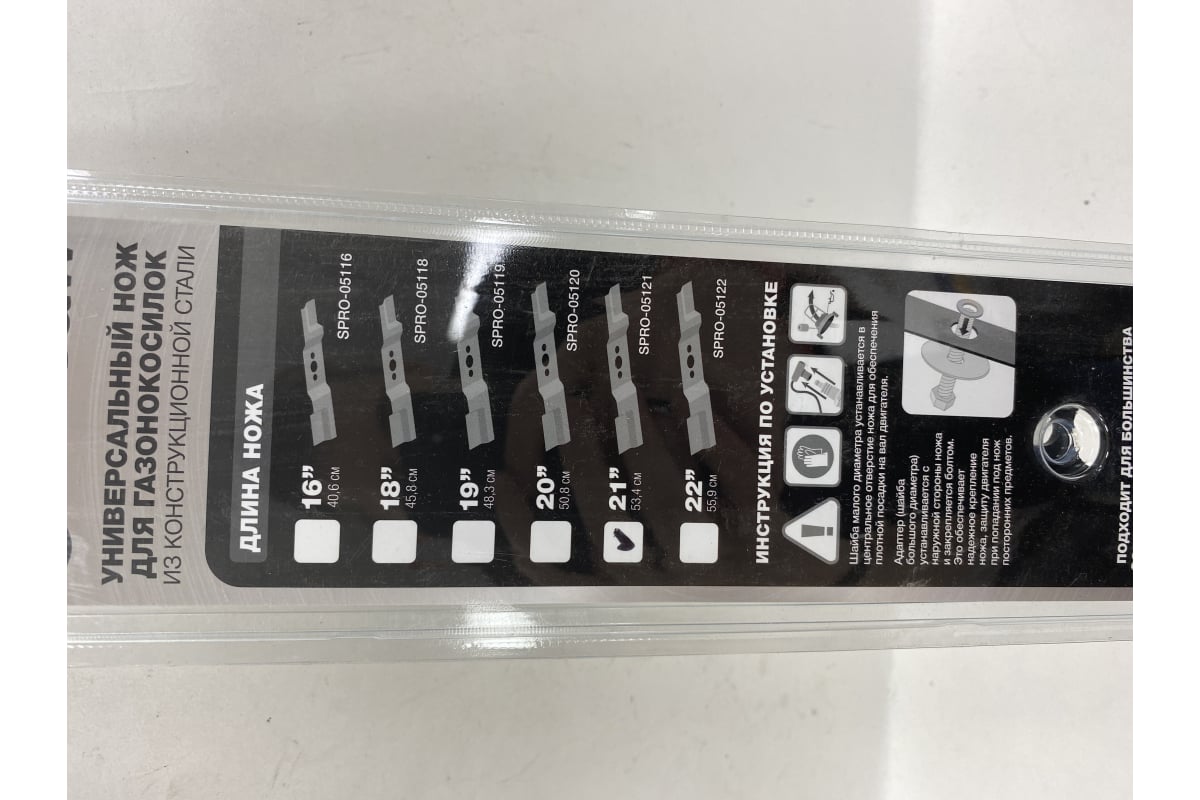 УНИВЕРСАЛЬНЫЙ НОЖ
ДЛЯ ГАЗОНОКОСИЛОК
ИЗ КОНСТРУКЦИОННОЙ СТАЛИ
ДЛИНА НОЖА
16”
40,6 см
SPRO-05116
18”
45,8 см
SPRO-05118
19”
48,3 см
SPRO-05119
20”
50,8 см
SPRO-05120
21”
53,4 см
SPRO-05121
22”
55,9 см
SPRO-05122
ИНСТРУКЦИЯ ПО УСТАНОВКЕ
Шайба малого диаметра устанавливается в
центральное отверстие ножа для обеспечения
плотной посадки на вал двигателя.
Адаптер (шайба
большого диаметра)
устанавливается с
наружной стороны ножа
и закрепляется болтом.
Это обеспечивает
надежное крепление
ножа, защиту двигателя
при попадании под нож
посторонних предметов.
ПОДХОДИТ ДЛЯ БОЛЬШИНСТВА